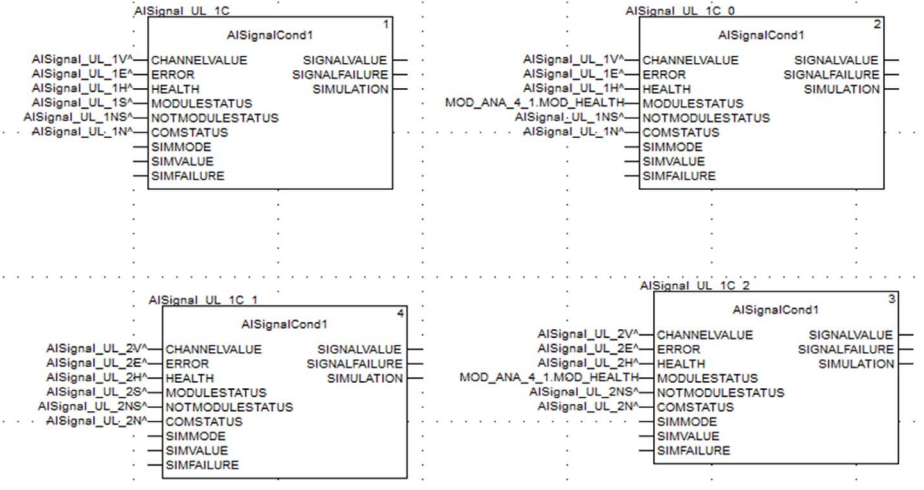 AISignal_UL_1C
1
AISignalCond1
AISignal_UL_1V^ CHANNELVALUE SIGNALVALUE
AISignal_UL_1E^ ERROR SIGNALFAILURE
AISignal_UL_1H^ HEALTH SIMULATION
AISignal_UL_1S^ MODULESTATUS
AISignal_UL_1NS^ NOTMODULESTATUS
AISignal_UL_1N^ COMSTATUS
SIMMODE
SIMVALUE
SIMFAILURE
AISignal_UL_1C_0
2
AISignalCond1
AISignal_UL_1V^ CHANNELVALUE SIGNALVALUE
AISignal_UL_1E^ ERROR SIGNALFAILURE
AISignal_UL_1H^ HEALTH SIMULATION
MOD_ANA_4_1.MOD_HEALTH MODULESTATUS
AISignal_UL_1NS^ NOTMODULESTATUS
AISignal_UL_1N^ COMSTATUS
SIMMODE
SIMVALUE
SIMFAILURE
AISignal_UL_1C_1
4
AISignalCond1
AISignal_UL_2V^ CHANNELVALUE SIGNALVALUE
AISignal_UL_2E^ ERROR SIGNALFAILURE
AISignal_UL_2H^ HEALTH SIMULATION
AISignal_UL_2S^ MODULESTATUS
AISignal_UL_2NS^ NOTMODULESTATUS
AISignal_UL_2N^ COMSTATUS
SIMMODE
SIMVALUE
SIMFAILURE
AISignal_UL_1C_2
3
AISignalCond1
AISignal_UL_2V^ CHANNELVALUE SIGNALVALUE
AISignal_UL_2E^ ERROR SIGNALFAILURE
AISignal_UL_2H^ HEALTH SIMULATION
MOD_ANA_4_1.MOD_HEALTH MODULESTATUS
AISignal_UL_2NS^ NOTMODULESTATUS
AISignal_UL_2N^ COMSTATUS
SIMMODE
SIMVALUE
SIMFAILURE